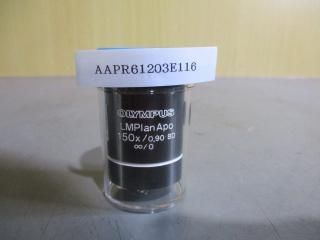 AAPR61203E116
OLYMPUS
LMPlanApo
150x/0.90 BD
∞/0